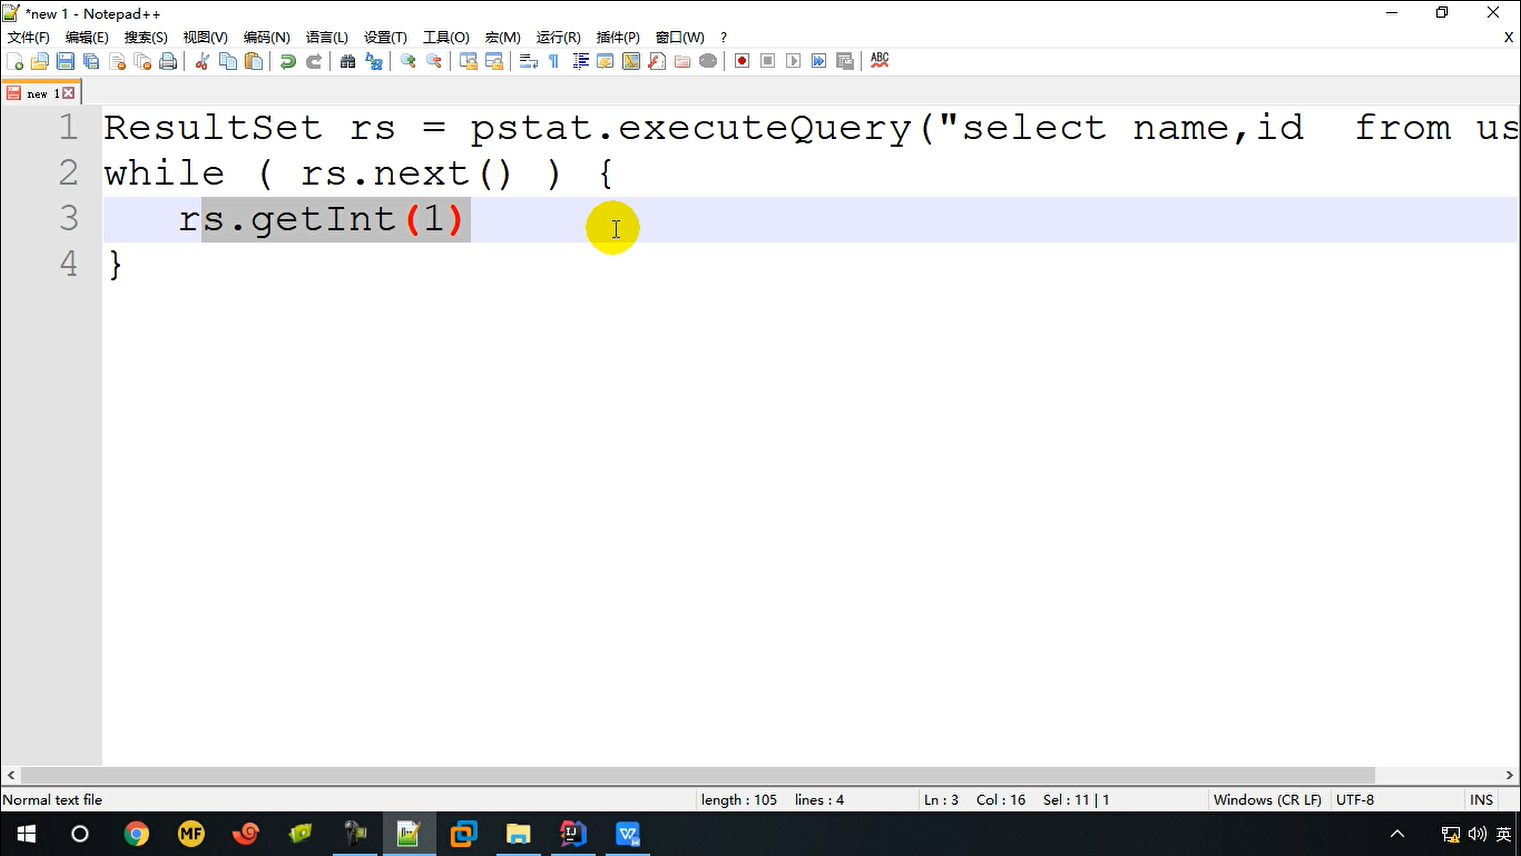 *new 1 - Notepad++
文件(F) 编辑(E) 搜索(S) 视图(V) 编码(N) 语言(L) 设置(T) 工具(O) 宏(M) 运行(R) 插件(P) 窗口(W) ? X
ABC
new 1
1 ResultSet rs = pstat.executeQuery("select name,id  from us
2 while ( rs.next() ) {
3    rs.getInt(1)
4 }
Normal text file length : 105 lines : 4 Ln : 3 Col : 16 Sel : 11 | 1 Windows (CR LF) UTF-8 INS
MF 英